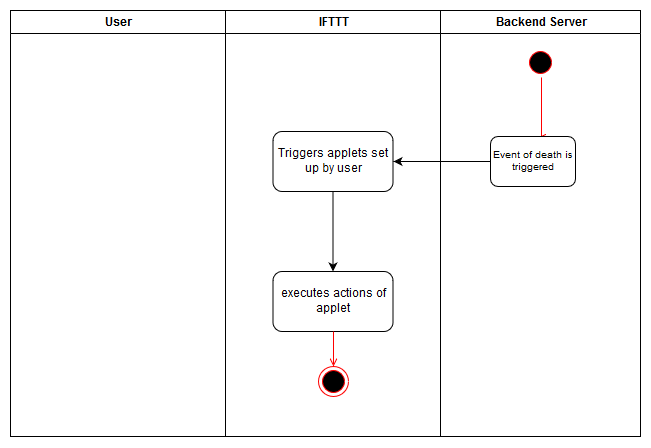 User
IFTTT
Backend Server
Event of death is
triggered
Triggers applets set
up by user
executes actions of
applet